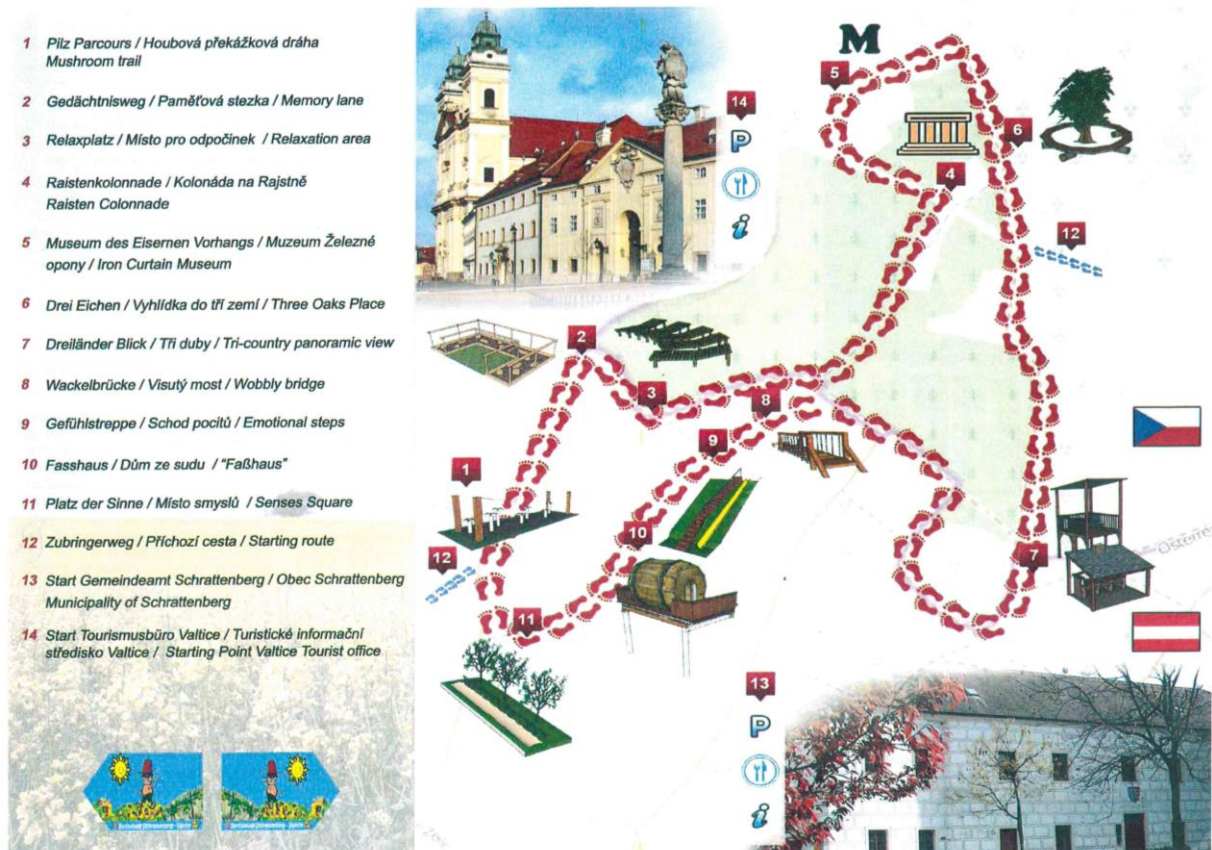 1 Pilz Parcours / Houbová překážková dráha
Mushroom trail
2 Gedächtnisweg / Paměťová stezka / Memory lane
3 Relaxplatz / Místo pro odpočinek / Relaxation area
4 Raistenkolonnade / Kolonáda na Rajstně
Raisten Colonnade
5 Museum des Eisernen Vorhangs / Muzeum Železné
opony / Iron Curtain Museum
6 Drei Eichen / Vyhlídka do tří zemí / Three Oaks Place
7 Dreiländer Blick / Tři duby / Tri-country panoramic view
8 Wackelbrücke / Visutý most / Wobbly bridge
9 Gefühlstreppe / Schod pocitů / Emotional steps
10 Fasshaus / Dům ze sudu / "Faßhaus"
11 Platz der Sinne / Místo smyslů / Senses Square
12 Zubringerweg / Příchozí cesta / Starting route
13 Start Gemeindeamt Schrattenberg / Obec Schrattenberg
Municipality of Schrattenberg
14 Start Tourismusbüro Valtice / Turistické informační
středisko Valtice / Starting Point Valtice Tourist office
14
P
i
M
5
6
4
12
2
3
8
9
1
10
12
7
Österre
11
13
P
i